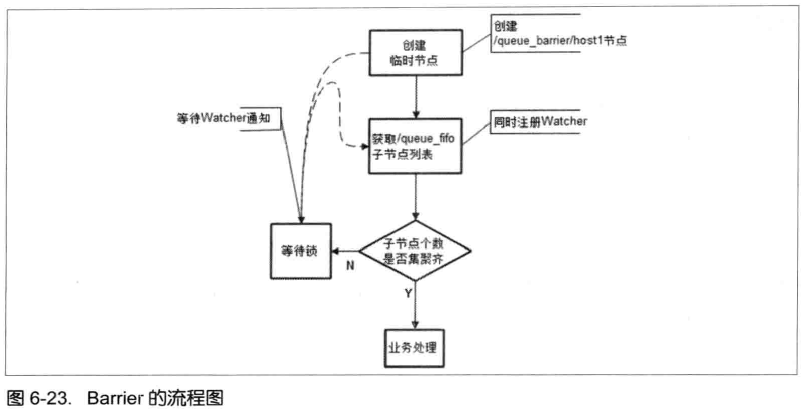 创建
临时节点
创建
/queue_barrier/host1节点
等待Watcher通知
获取/queue_fifo
子节点列表
同时注册Watcher
等待锁
N
子节点个数
是否集聚齐
Y
业务处理
图 6-23. Barrier 的流程图